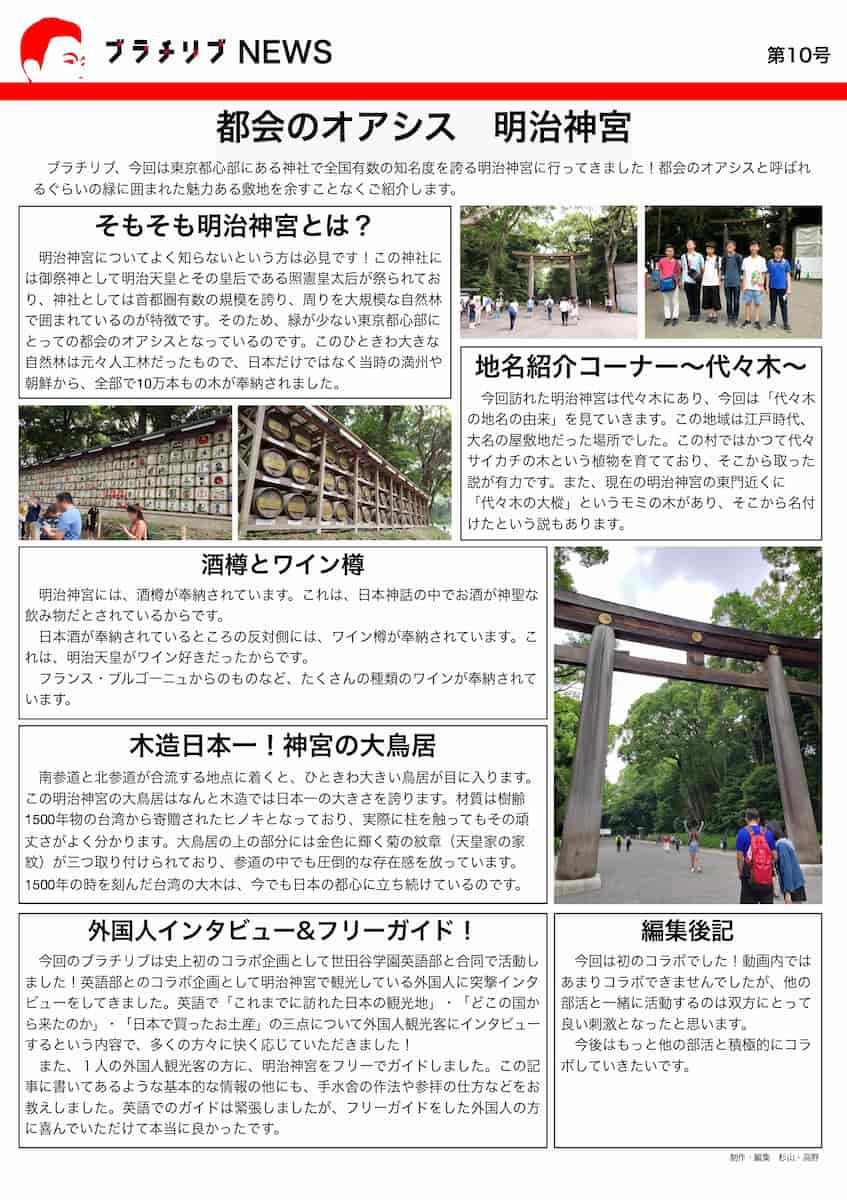 ブラチリブ NEWS
第10号
都会のオアシス　明治神宮
　ブラチリブ、今回は東京都心部にある神社で全国有数の知名度を誇る明治神宮に行ってきました！都会のオアシスと呼ばれ
るぐらいの緑に囲まれた魅力ある敷地を余すことなくご紹介します。
そもそも明治神宮とは？
　明治神宮についてよく知らないという方は必見です！この神社に
は御祭神として明治天皇とその皇后である照憲皇太后が祭られてお
り、神社としては首都圏有数の規模を誇り、周りを大規模な自然林
で囲まれているのが特徴です。そのため、緑が少ない東京都心部に
とっての都会のオアシスとなっているのです。このひときわ大きな
自然林は元々人工林だったもので、日本だけではなく当時の満州や
朝鮮から、全部で10万本もの木が奉納されました。
地名紹介コーナー〜代々木〜
　今回訪れた明治神宮は代々木にあり、今回は「代々木
の地名の由来」を見ていきます。この地域は江戸時代、
大名の屋敷地だった場所でした。この村ではかつて代々
サイカチの木という植物を育てており、そこから取った
説が有力です。また、現在の明治神宮の東門近くに
「代々木の大樅」というモミの木があり、そこから名付
けたという説もあります。
酒樽とワイン樽
　明治神宮には、酒樽が奉納されています。これは、日本神話の中でお酒が神聖な
飲み物だとされているからです。
　日本酒が奉納されているところの反対側には、ワイン樽が奉納されています。こ
れは、明治天皇がワイン好きだったからです。
　フランス・ブルゴーニュからのものなど、たくさんの種類のワインが奉納されて
います。
木造日本一！神宮の大鳥居
　南参道と北参道が合流する地点に着くと、ひときわ大きい鳥居が目に入ります。
この明治神宮の大鳥居はなんと木造では日本一の大きさを誇ります。材質は樹齢
1500年物の台湾から寄贈されたヒノキとなっており、実際に柱を触ってもその頑
丈さがよく分かります。大鳥居の上の部分には金色に輝く菊の紋章（天皇家の家
紋）が三つ取り付けられており、参道の中でも圧倒的な存在感を放っています。
1500年の時を刻んだ台湾の大木は、今でも日本の都心に立ち続けているのです。
外国人インタビュー&フリーガイド！
　今回のブラチリブは史上初のコラボ企画として世田谷学園英語部と合同で活動し
ました！英語部とのコラボ企画として明治神宮で観光している外国人に突撃インタ
ビューをしてきました。英語で「これまでに訪れた日本の観光地」・「どこの国か
ら来たのか」・「日本で買ったお土産」の三点について外国人観光客にインタビュー
するという内容で、多くの方々に快く応じていただきました！
　また、１人の外国人観光客の方に、明治神宮をフリーでガイドしました。この記
事に書いてあるような基本的な情報の他にも、手水舎の作法や参拝の仕方などをお
教えしました。英語でのガイドは緊張しましたが、フリーガイドをした外国人の方
に喜んでいただけて本当に良かったです。
編集後記
　今回は初のコラボでした！動画内では
あまりコラボできませんでしたが、他の
部活と一緒に活動するのは双方にとって
良い刺激となったと思います。
　今後はもっと他の部活と積極的にコラ
ボしていきたいです。
制作・編集　杉山・高野